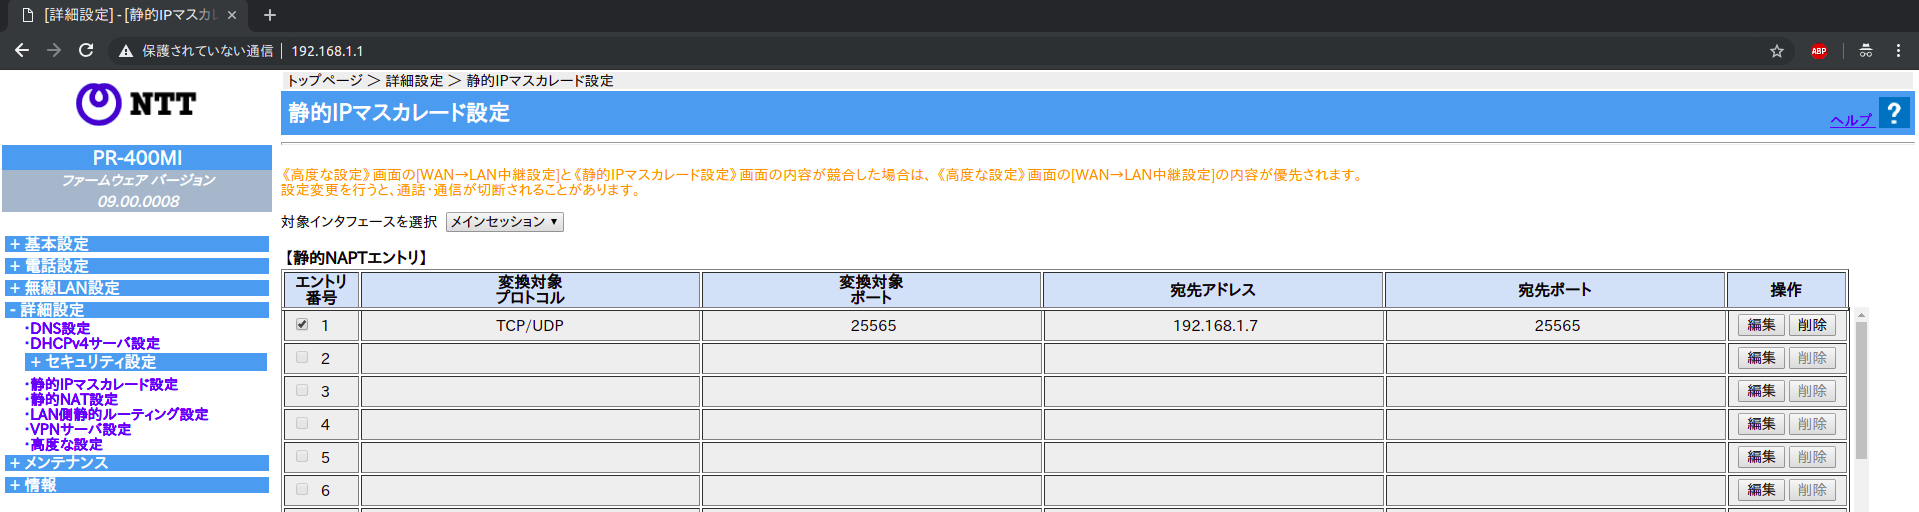 [詳細設定] - [静的IPマスカレ
保護されていない通信 192.168.1.1
ABP
トップページ > 詳細設定 > 静的IPマスカレード設定
NTT
静的IPマスカレード設定
ヘルプ ?
PR-400MI
ファームウェア バージョン
09.00.0008
《高度な設定》画面の[WAN→LAN中継設定]と《静的IPマスカレード設定》画面の内容が競合した場合は、《高度な設定》画面の[WAN→LAN中継設定]の内容が優先されます。
設定変更を行うと、通話・通信が切断されることがあります。
対象インタフェースを選択 メインセッション ▼
+ 基本設定
+ 電話設定
+ 無線LAN設定
- 詳細設定
・DNS設定
・DHCPv4サーバ設定
+ セキュリティ設定
・静的IPマスカレード設定
・静的NAT設定
・LAN側静的ルーティング設定
・VPNサーバ設定
・高度な設定
+ メンテナンス
+ 情報
【静的NAPTエントリ】
エントリ番号 変換対象プロトコル 変換対象ポート 宛先アドレス 宛先ポート 操作
1 TCP/UDP 25565 192.168.1.7 25565 編集 削除
2 編集 削除
3 編集 削除
4 編集 削除
5 編集 削除
6 編集 削除